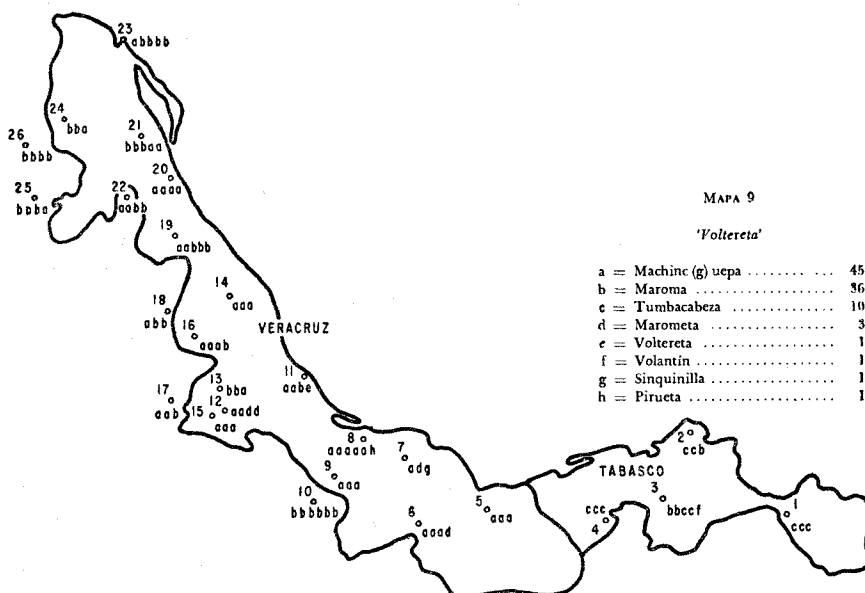 23
abbbb
24
bba
21
bbbaa
26
bbbb
20
aaaa
25
bbba
22
aabb
19
aabbb
14
aaa
18
abb
VERACRUZ
16
aaab
11
aabe
13
bba
17
aab
12
aadd
15
aaa
8
aaaaah
7
adg
9
aaa
10
bbbbbb
6
aaad
5
aaa
MAPA 9
'Voltereta'
a = Machinc (g) uepa .......... 45
b = Maroma .......... 36
c = Tumbacabeza .......... 10
d = Marometa .......... 3
e = Voltereta .......... 1
f = Volantín .......... 1
g = Sinquinilla .......... 1
h = Pirueta .......... 1
2
ccb
TABASCO
3
bbccf
ccc
4
1
ccc